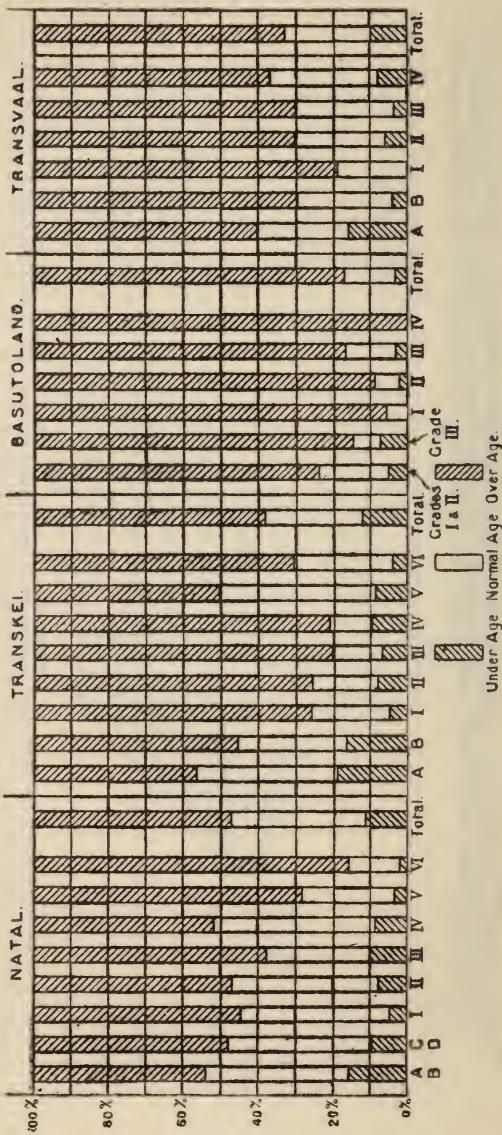 NATAL. TRANSKEI. BASUTOLAND. TRANSVAAL.
100%
80%
60%
40%
20%
0%
A B C D I II III IV V VI Total. A B I II III IV V VI Total. Grades I & II. Grade III. I II III IV Total. A B I II III IV Total.
Under Age Normal Age Over Age.